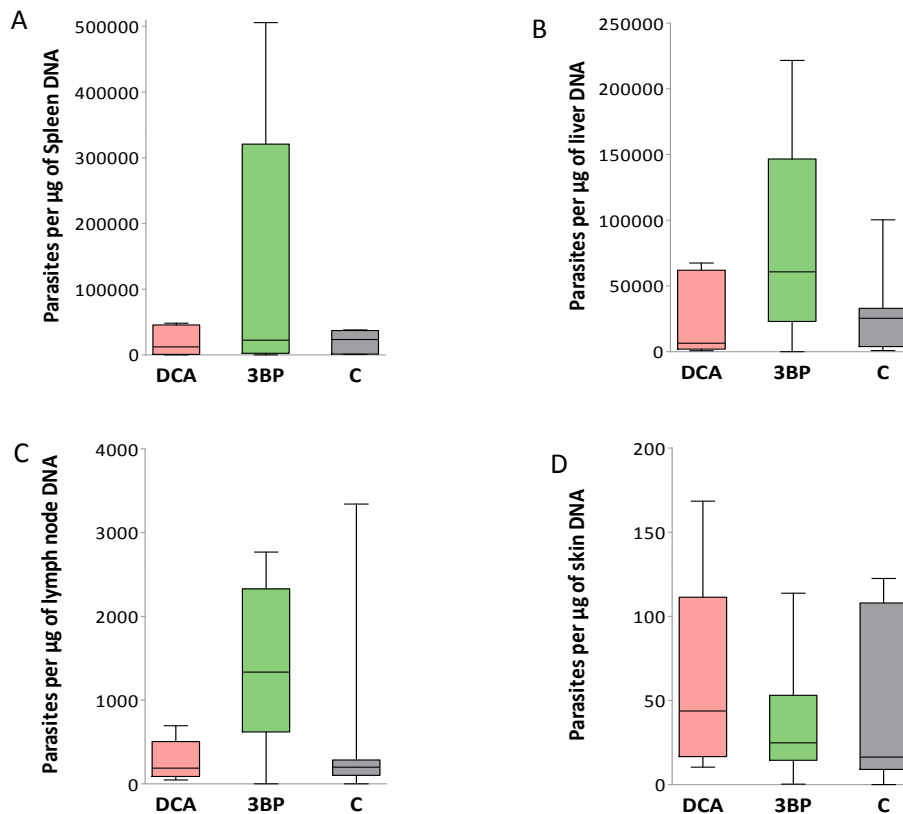 A
Parasites per µg of Spleen DNA
500000
400000
300000
200000
100000
0
DCA 3BP C
B
Parasites per µg of liver DNA
250000
200000
150000
100000
50000
0
DCA 3BP C
C
Parasites per µg of lymph node DNA
4000
3000
2000
1000
0
DCA 3BP C
D
Parasites per µg of skin DNA
200
150
100
50
0
DCA 3BP C